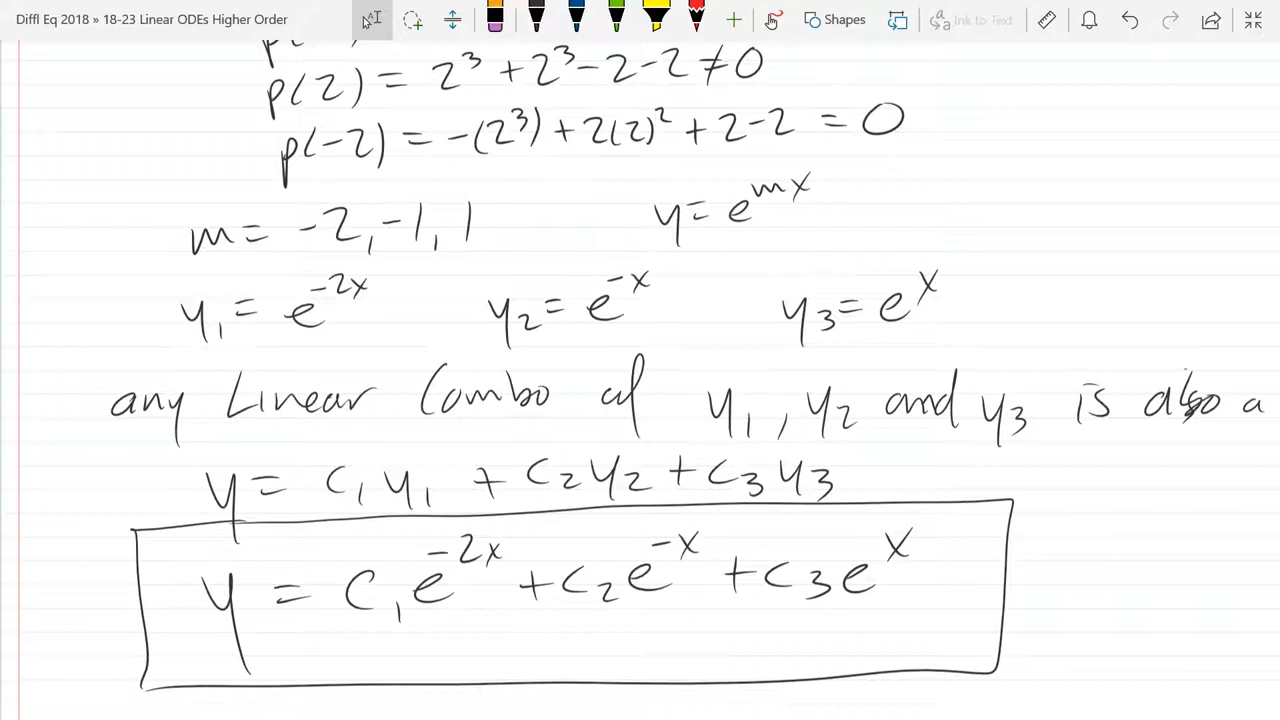 Diffl Eq 2018 » 18-23 Linear ODEs Higher Order
Shapes
Ink to Text
p(2) = 2³ + 2³ - 2 - 2 ≠ 0
p(-2) = -(2³) + 2(2)² + 2 - 2 = 0
m = -2, -1, 1 y = e^{mx}
y₁ = e^{-2x} y₂ = e^{-x} y₃ = e^{x}
any Linear Combo of y₁, y₂ and y₃ is also a
y = c₁y₁ + c₂y₂ + c₃y₃
y = c₁e^{-2x} + c₂e^{-x} + c₃e^{x}